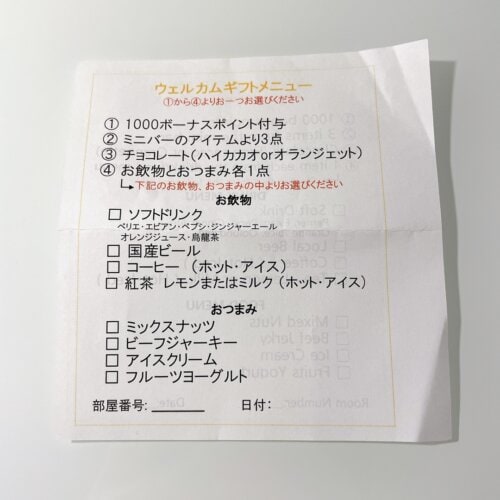 ウェルカムギフトメニュー
①から④よりお一つお選びください
① 1000ボーナスポイント付与
② ミニバーのアイテムより3点
③ チョコレート(ハイカカオorオランジェット)
④ お飲物とおつまみ各1点
↳下記のお飲物、おつまみの中よりお選びください
お飲物
☐ ソフトドリンク
ペリエ・エビアン・ペプシ・ジンジャーエール
オレンジジュース・烏龍茶
☐ 国産ビール
☐ コーヒー (ホット・アイス)
☐ 紅茶 レモンまたはミルク (ホット・アイス)
おつまみ
☐ ミックスナッツ
☐ ビーフジャーキー
☐ アイスクリーム
☐ フルーツヨーグルト
部屋番号: ________ 日付: